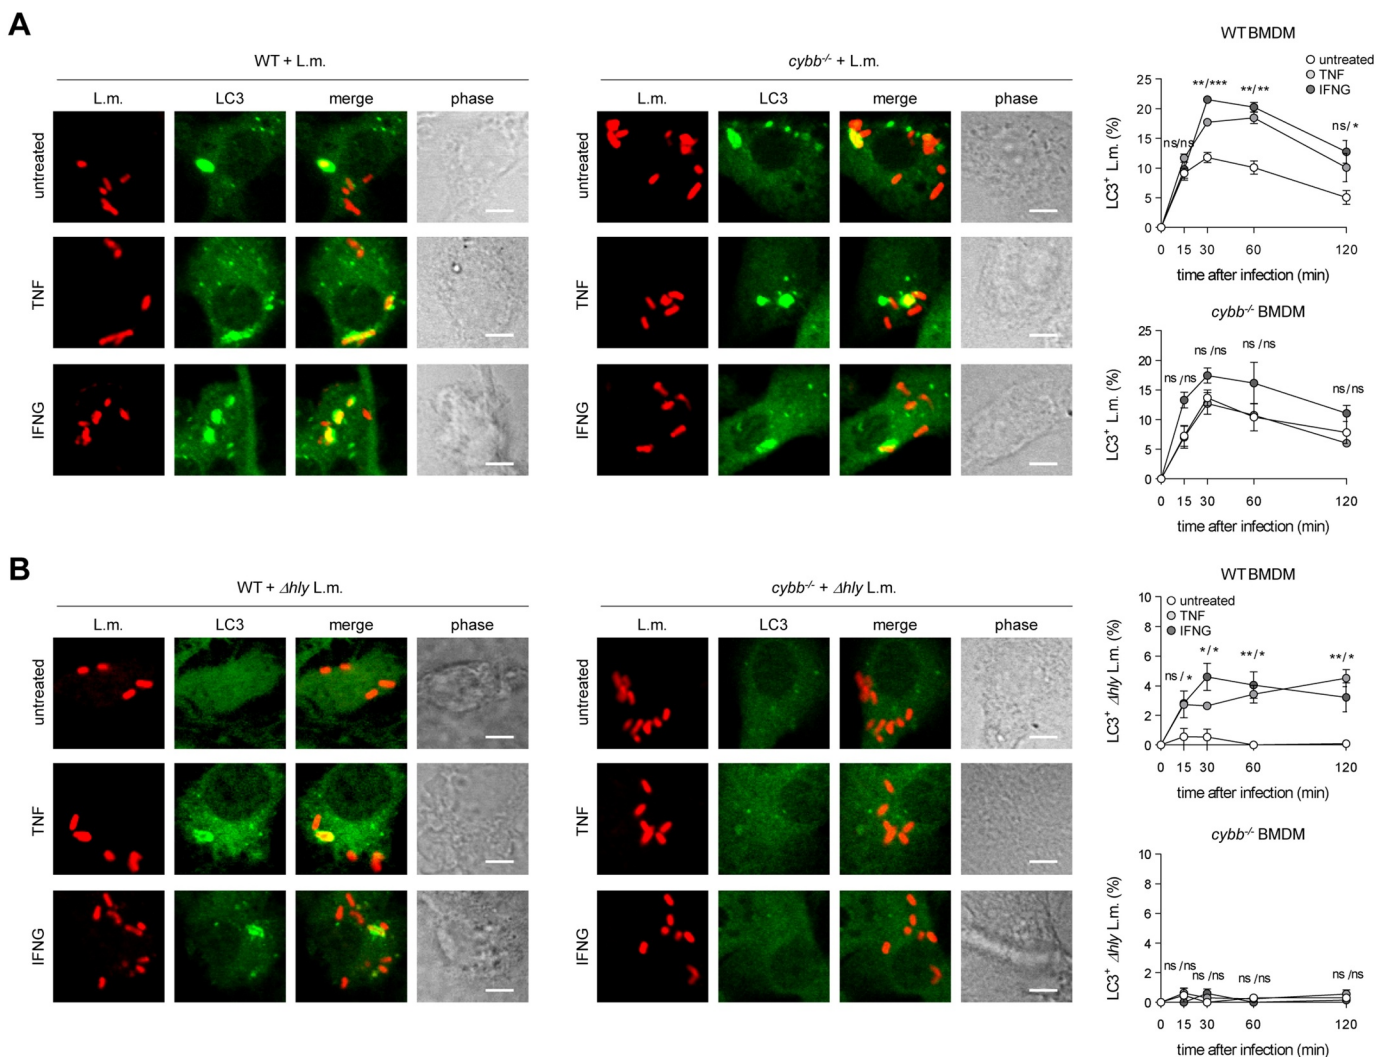 A
WT + L.m.
L.m. LC3 merge phase
untreated
TNF
IFNG
cybb-/- + L.m.
L.m. LC3 merge phase
untreated
TNF
IFNG
WT BMDM
untreated
TNF
IFNG
LC3+ L.m. (%)
25
20
15
10
5
0
**/***
**/**
ns/ *
ns/ns
0 15 30 60 120
time after infection (min)
cybb-/- BMDM
LC3+ L.m. (%)
25
20
15
10
5
0
ns /ns
ns /ns
ns /ns
ns/ns
0 15 30 60 120
time after infection (min)
B
WT + Δhly L.m.
L.m. LC3 merge phase
untreated
TNF
IFNG
cybb-/- + Δhly L.m.
L.m. LC3 merge phase
untreated
TNF
IFNG
WT BMDM
untreated
TNF
IFNG
LC3+ Δhly L.m. (%)
10
8
6
4
2
0
ns / *
*/*
**/*
**/*
0 15 30 60 120
time after infection (min)
cybb-/- BMDM
LC3+ Δhly L.m. (%)
10
8
6
4
2
0
ns /ns
ns /ns
ns /ns
ns /ns
0 15 30 60 120
time after infection (min)